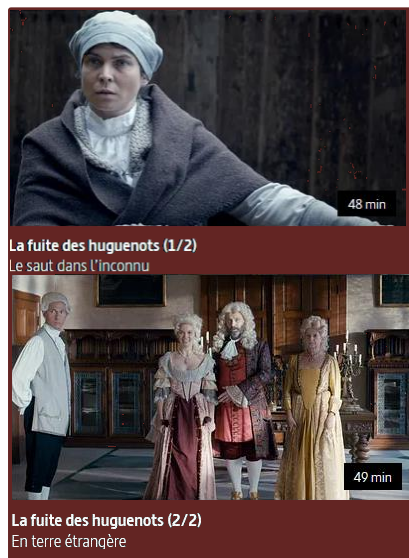 48 min
La fuite des huguenots (1/2)
Le saut dans l'inconnu
49 min
La fuite des huguenots (2/2)
En terre étrangère